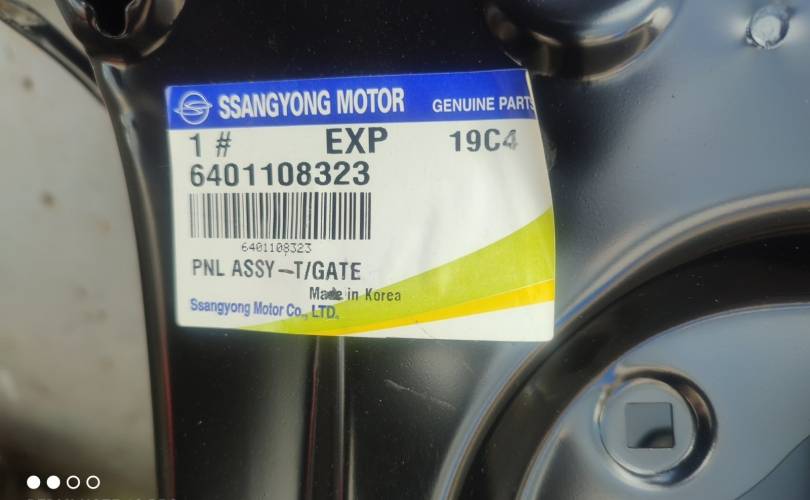 SSANGYONG MOTOR GENUINE PARTS
1 # EXP 19C4
6401108323
6401108323
PNL ASSY-T/GATE
Made in Korea
Ssangyong Motor Co., LTD.